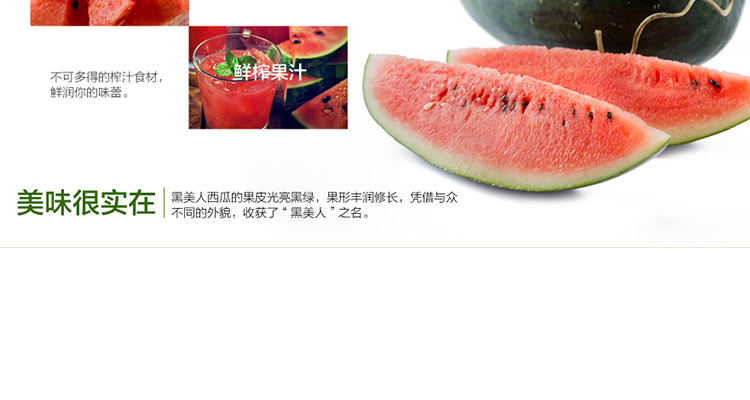 鲜榨果汁
不可多得的榨汁食材，
鲜润你的味蕾。
美味很实在
黑美人西瓜的果皮光亮黑绿，果形丰润修长，凭借与众
不同的外貌，收获了“黑美人”之名。